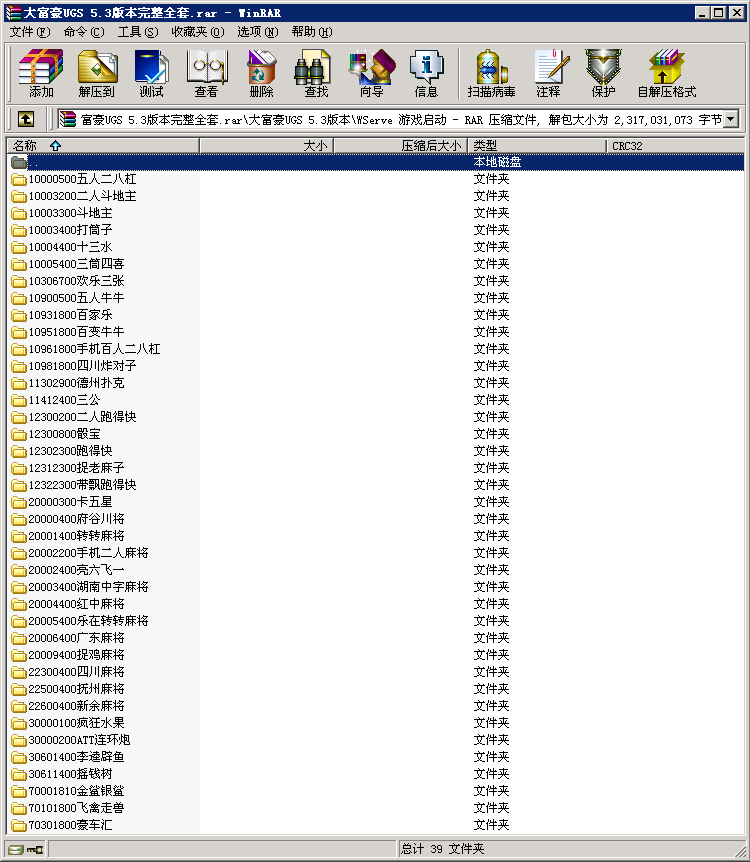 大富豪UGS 5.3版本完整全套.rar - WinRAR
文件(F) 命令(C) 工具(S) 收藏夹(O) 选项(N) 帮助(H)
添加 解压到 测试 查看 删除 查找 向导 信息 扫描病毒 注释 保护 自解压格式
富豪UGS 5.3版本完整全套.rar\大富豪UGS 5.3版本\WServe 游戏启动 - RAR 压缩文件, 解包大小为 2,317,031,073 字节
名称 大小 压缩后大小 类型 CRC32
.. 本地磁盘
10000500五人二八杠 文件夹
10003200二人斗地主 文件夹
10003300斗地主 文件夹
10003400打筒子 文件夹
10004400十三水 文件夹
10005400三筒四喜 文件夹
10306700欢乐三张 文件夹
10900500五人牛牛 文件夹
10931800百家乐 文件夹
10951800百变牛牛 文件夹
10961800手机百人二八杠 文件夹
10981800四川炸对子 文件夹
11302900德州扑克 文件夹
11412400三公 文件夹
12300200二人跑得快 文件夹
12300800骰宝 文件夹
12302300跑得快 文件夹
12312300捉老麻子 文件夹
12322300带飘跑得快 文件夹
20000300卡五星 文件夹
20000400府谷川将 文件夹
20001400转转麻将 文件夹
20002200手机二人麻将 文件夹
20002400亮六飞一 文件夹
20003400湖南中字麻将 文件夹
20004400红中麻将 文件夹
20005400乐在转转麻将 文件夹
20006400广东麻将 文件夹
20009400捉鸡麻将 文件夹
22300400四川麻将 文件夹
22500400抚州麻将 文件夹
22600400新余麻将 文件夹
30000100疯狂水果 文件夹
30000200ATT连环炮 文件夹
30601400李逵辟鱼 文件夹
30611400摇钱树 文件夹
70001810金鲨银鲨 文件夹
70101800飞禽走兽 文件夹
70301800豪车汇 文件夹
总计 39 文件夹